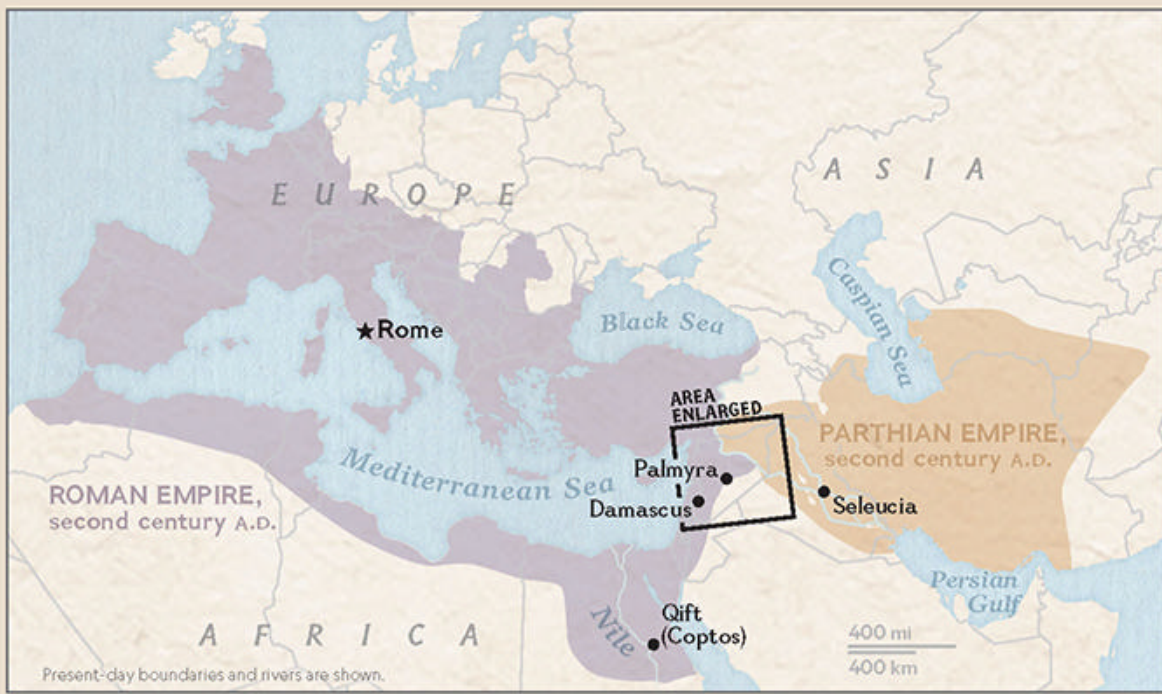 EUROPE
ASIA
Caspian Sea
Black Sea
★Rome
AREA
ENLARGED
PARTHIAN EMPIRE,
second century A.D.
Mediterranean Sea
Palmyra
Damascus
Seleucia
ROMAN EMPIRE,
second century A.D.
Persian
Gulf
Nile
Qift
(Coptos)
AFRICA
400 mi
400 km
Present-day boundaries and rivers are shown.